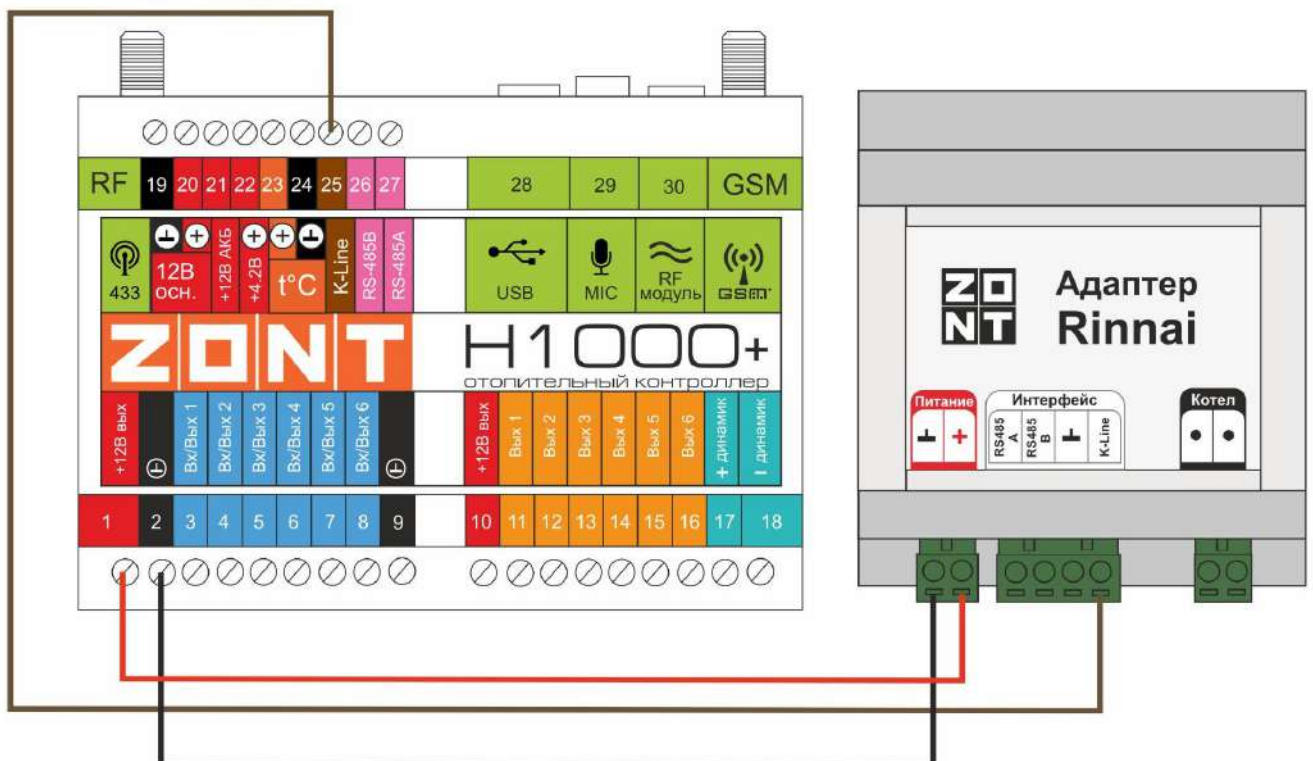 RF 19 20 21 22 23 24 25 26 27 28 29 30 GSM
433
12В
осн.
+12В АКБ
+4.2В
t°C
K-Line
RS-485B
RS-485A
USB
MIC
RF
модуль
GSM
ZONT
H1000+
отопительный контроллер
+12В вых
Вх/Вых 1
Вх/Вых 2
Вх/Вых 3
Вх/Вых 4
Вх/Вых 5
Вх/Вых 6
+12В вых
Вых 1
Вых 2
Вых 3
Вых 4
Вых 5
Вых 6
+ динамик
− динамик
1 2 3 4 5 6 7 8 9 10 11 12 13 14 15 16 17 18
ZONT
Адаптер
Rinnai
Питание
+
Интерфейс
RS485
A
RS485
B
K-Line
Котел